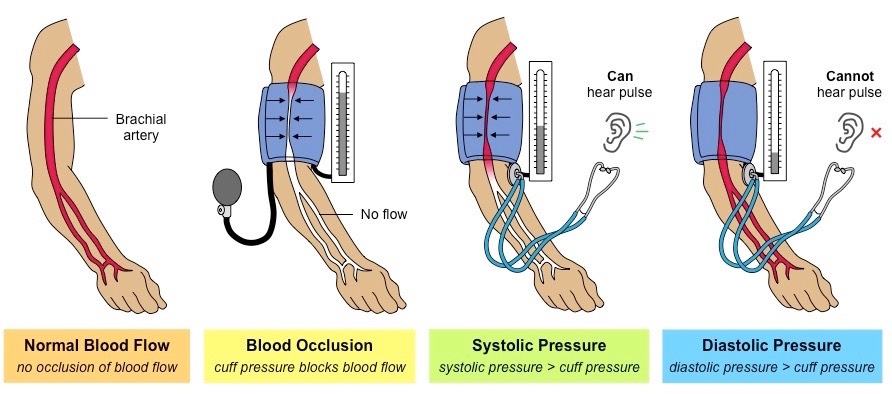 Brachial
artery
No flow
Can
hear pulse
Cannot
hear pulse
Normal Blood Flow
no occlusion of blood flow
Blood Occlusion
cuff pressure blocks blood flow
Systolic Pressure
systolic pressure > cuff pressure
Diastolic Pressure
diastolic pressure > cuff pressure